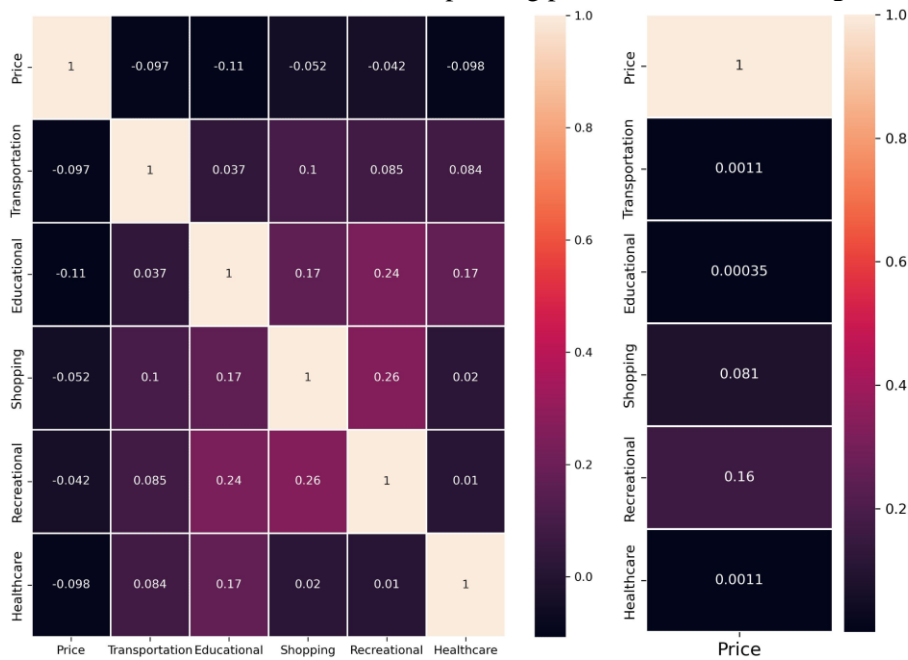 Price 1 -0.097 -0.11 -0.052 -0.042 -0.098
Transportation -0.097 1 0.037 0.1 0.085 0.084
Educational -0.11 0.037 1 0.17 0.24 0.17
Shopping -0.052 0.1 0.17 1 0.26 0.02
Recreational -0.042 0.085 0.24 0.26 1 0.01
Healthcare -0.098 0.084 0.17 0.02 0.01 1
Price Transportation Educational Shopping Recreational Healthcare
1.0
0.8
0.6
0.4
0.2
0.0
Price 1
Transportation 0.0011
Educational 0.00035
Shopping 0.081
Recreational 0.16
Healthcare 0.0011
Price
1.0
0.8
0.6
0.4
0.2